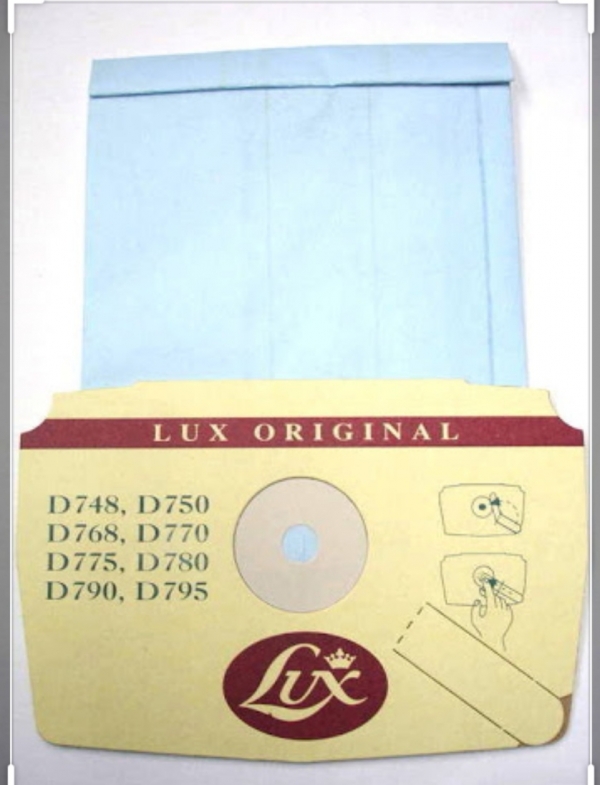 LUX ORIGINAL
D748, D750
D768, D770
D775, D780
D790, D795
Lux